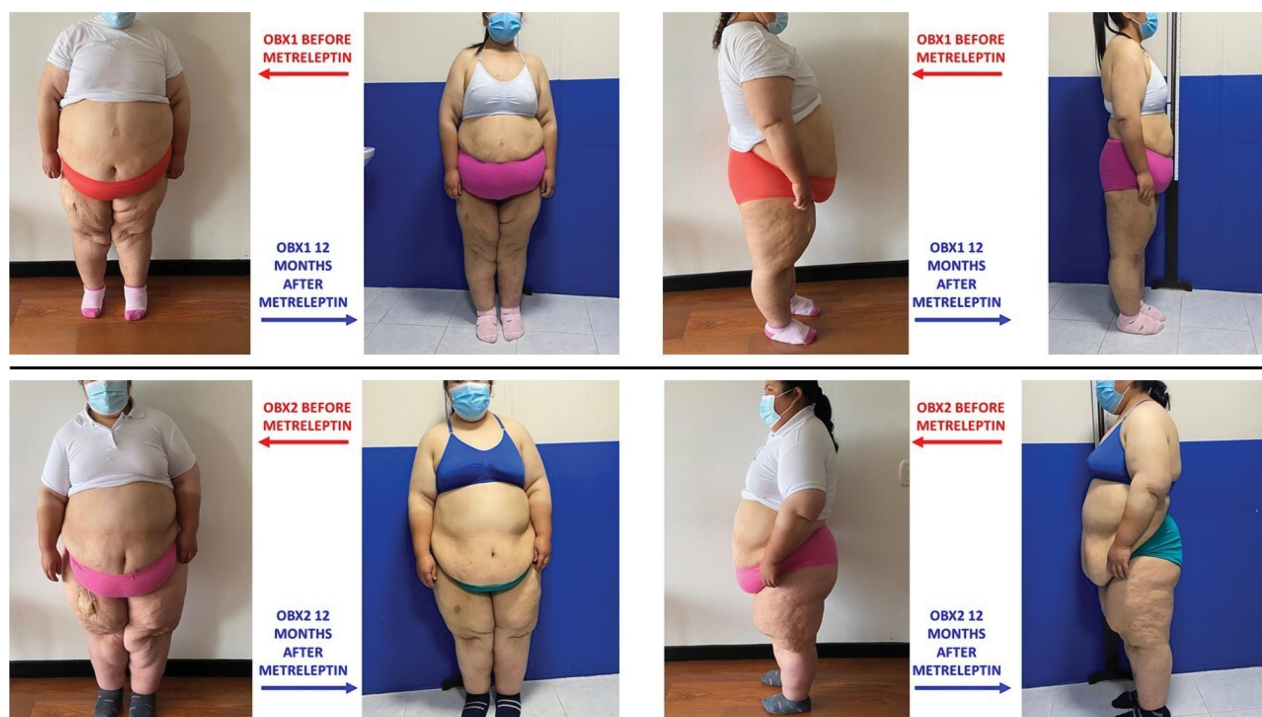 OBX1 BEFORE
METRELEPTIN
OBX1 12
MONTHS
AFTER
METRELEPTIN
OBX1 BEFORE
METRELEPTIN
OBX1 12
MONTHS
AFTER
METRELEPTIN
OBX2 BEFORE
METRELEPTIN
OBX2 12
MONTHS
AFTER
METRELEPTIN
OBX2 BEFORE
METRELEPTIN
OBX2 12
MONTHS
AFTER
METRELEPTIN